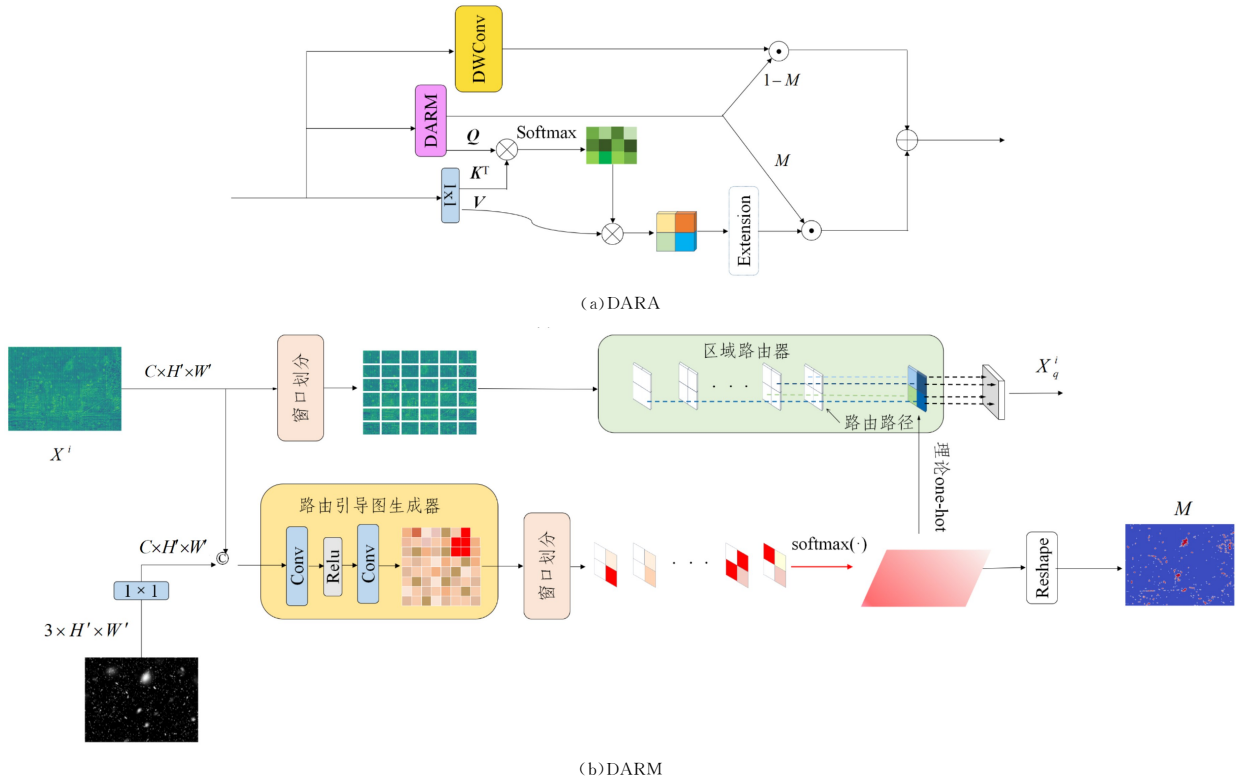 DWConv
1−M
DARM
Softmax
Q
K^T
M
1×1
V
Extension
(a)DARA
区域路由器
C×H′×W′
窗口划分
X^i_q
路由路径
X^i
理论one-hot
路由引导图生成器
M
C×H′×W′
©
Conv
Relu
Conv
窗口划分
softmax(·)
Reshape
1×1
3×H′×W′
(b)DARM